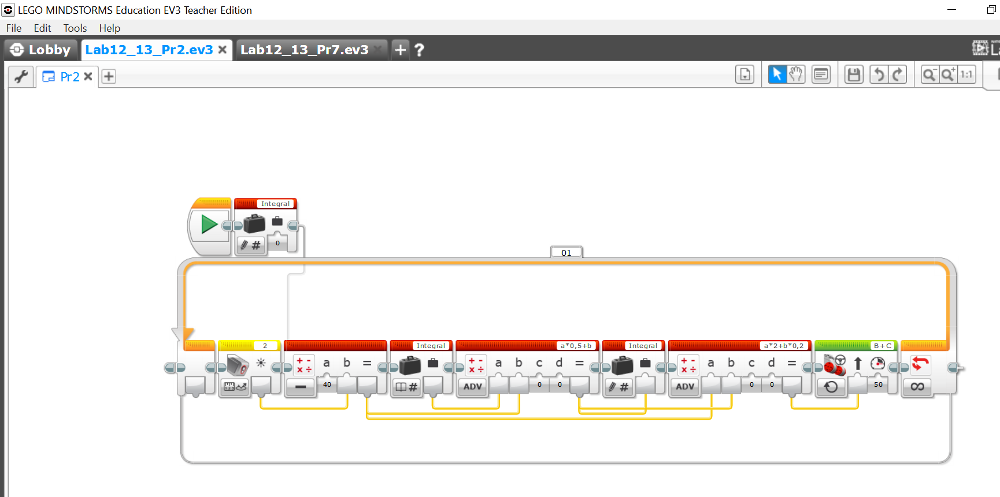 LEGO MINDSTORMS Education EV3 Teacher Edition
File Edit Tools Help
Lobby Lab12_13_Pr2.ev3 Lab12_13_Pr7.ev3 + ?
Pr2 +
1:1
Integral
#
0
01
2
Integral
a*0,5+b
Integral
a*2+b*0,2
B+C
a b =
a b c d =
a b c d =
40
#
ADV
0 0
#
ADV
0 0
50
∞